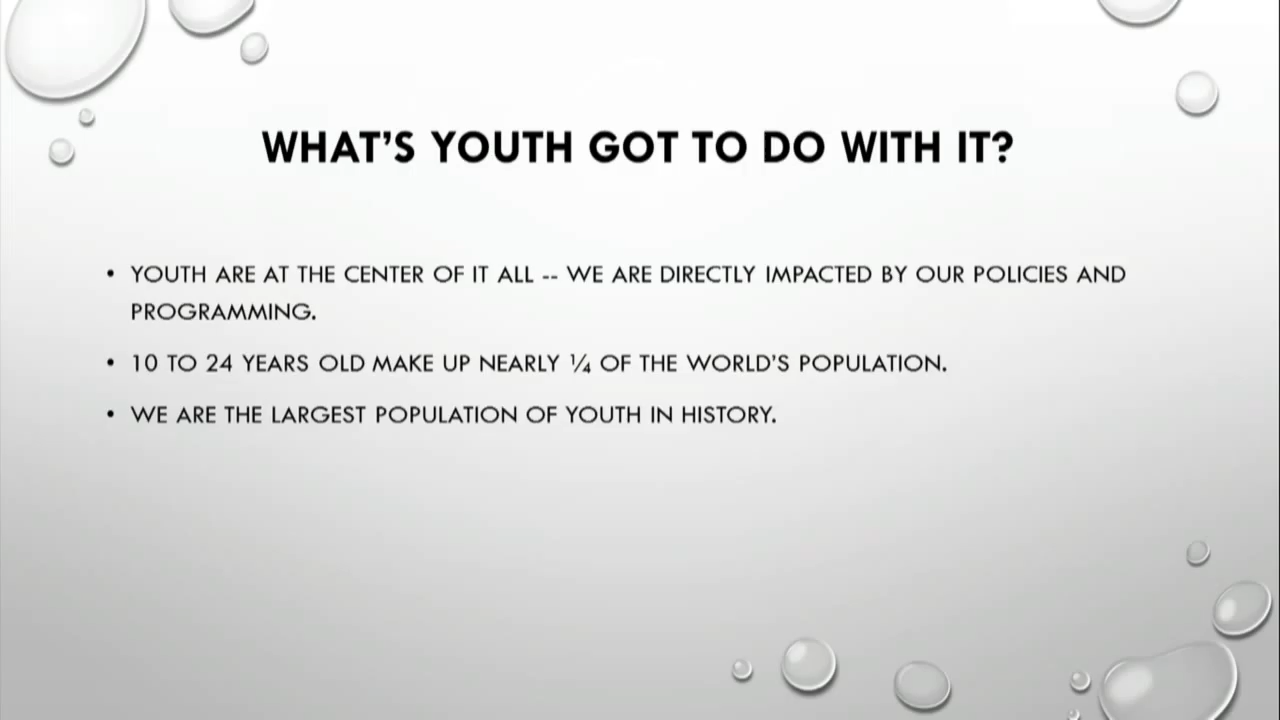 WHAT'S YOUTH GOT TO DO WITH IT?
• YOUTH ARE AT THE CENTER OF IT ALL -- WE ARE DIRECTLY IMPACTED BY OUR POLICIES AND
PROGRAMMING.
• 10 TO 24 YEARS OLD MAKE UP NEARLY ¼ OF THE WORLD'S POPULATION.
• WE ARE THE LARGEST POPULATION OF YOUTH IN HISTORY.